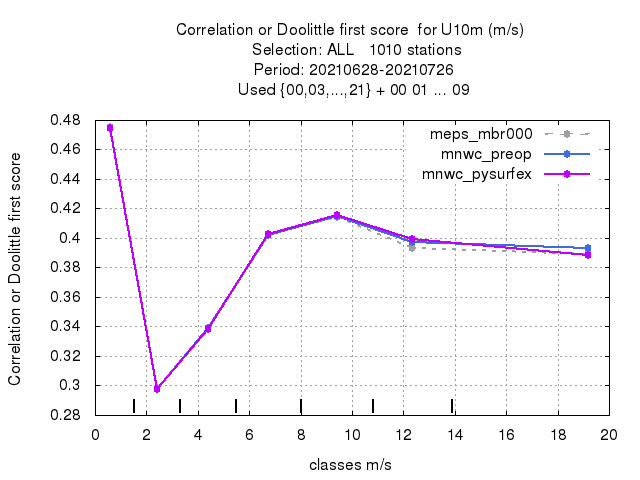 Correlation or Doolittle first score  for U10m (m/s)
Selection: ALL   1010 stations
Period: 20210628-20210726
Used {00,03,...,21} + 00 01 ... 09
Correlation or Doolittle first score
0.48
0.46
0.44
0.42
0.4
0.38
0.36
0.34
0.32
0.3
0.28
meps_mbr000
mnwc_preop
mnwc_pysurfex
0 2 4 6 8 10 12 14 16 18 20
classes m/s